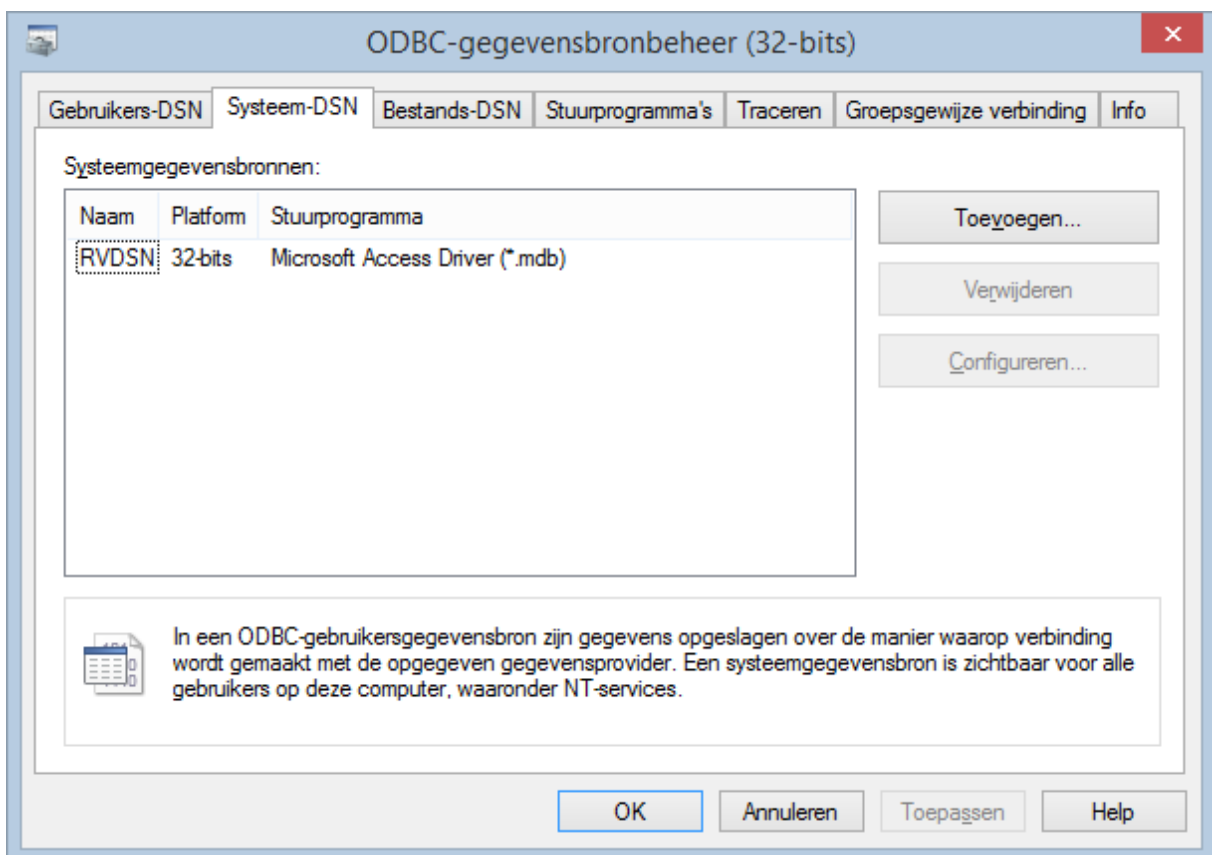 ODBC-gegevensbronbeheer (32-bits)
Gebruikers-DSN Systeem-DSN Bestands-DSN Stuurprogramma's Traceren Groepsgewijze verbinding Info
Systeemgegevensbronnen:
Naam Platform Stuurprogramma
RVDSN 32-bits Microsoft Access Driver (*.mdb)
Toevoegen...
Verwijderen
Configureren...
In een ODBC-gebruikersgegevensbron zijn gegevens opgeslagen over de manier waarop verbinding
wordt gemaakt met de opgegeven gegevensprovider. Een systeemgegevensbron is zichtbaar voor alle
gebruikers op deze computer, waaronder NT-services.
OK Annuleren Toepassen Help